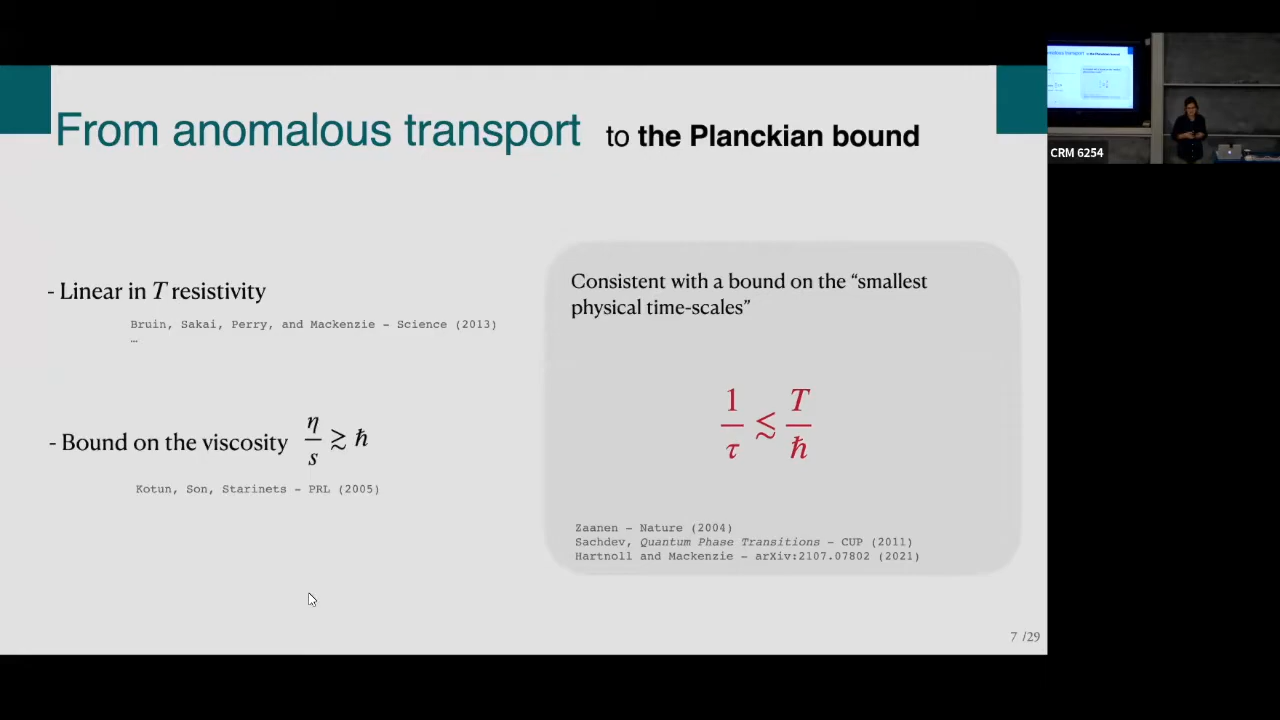 From anomalous transport to the Planckian bound
- Linear in T resistivity
Bruin, Sakai, Perry, and Mackenzie - Science (2013)
…
- Bound on the viscosity η/s ≳ ħ
Kotun, Son, Starinets - PRL (2005)
Consistent with a bound on the “smallest
physical time-scales”
1/τ ≲ T/ħ
Zaanen - Nature (2004)
Sachdev, Quantum Phase Transitions - CUP (2011)
Hartnoll and Mackenzie - arXiv:2107.07802 (2021)
7 /29
CRM 6254